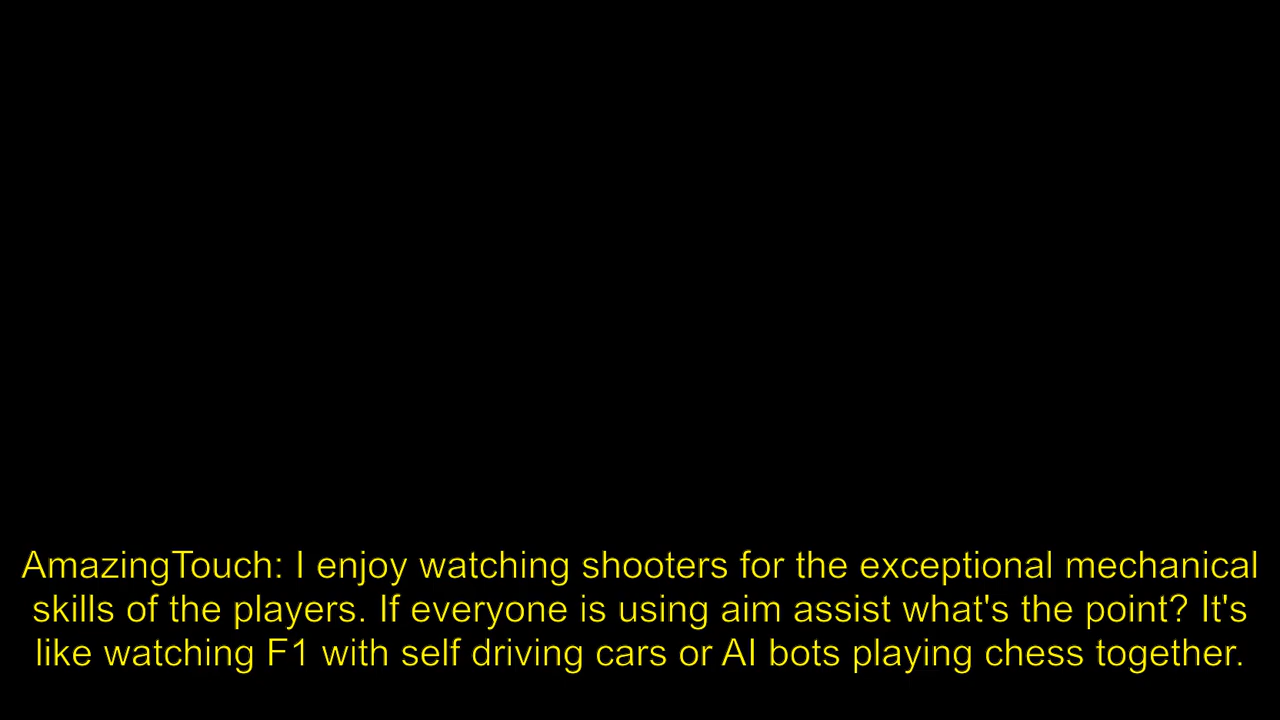 AmazingTouch: I enjoy watching shooters for the exceptional mechanical
skills of the players. If everyone is using aim assist what's the point? It's
like watching F1 with self driving cars or AI bots playing chess together.